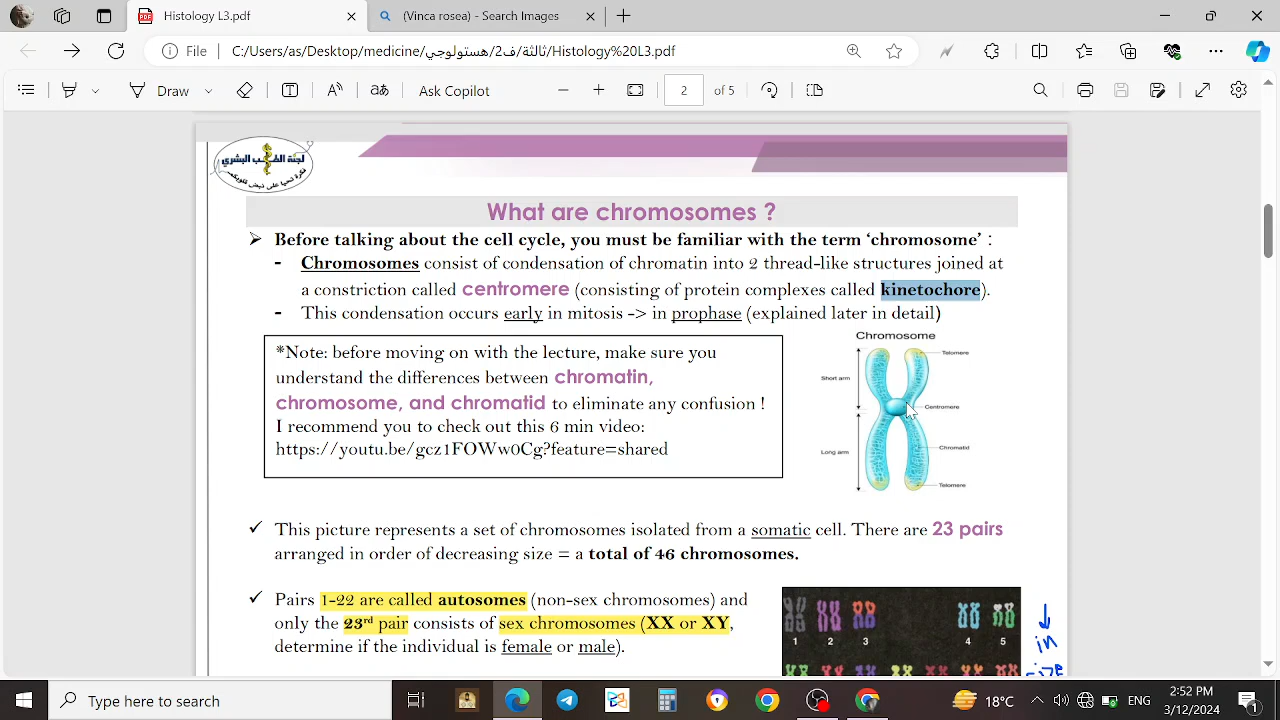 Histology L3.PDF
(Vinca rosea) - Search Images
File
C:/Users/as/Desktop/medicine/ثالثة/ف2/هستولوجي/Histology%20L3.pdf
Draw
Ask Copilot
2
of 5
لجنة الطب البشري
What are chromosomes ?
➢ Before talking about the cell cycle, you must be familiar with the term ‘chromosome’ :
- Chromosomes consist of condensation of chromatin into 2 thread-like structures joined at
a constriction called centromere (consisting of protein complexes called kinetochore).
- This condensation occurs early in mitosis -> in prophase (explained later in detail)
*Note: before moving on with the lecture, make sure you
understand the differences between chromatin,
chromosome, and chromatid to eliminate any confusion !
I recommend you to check out this 6 min video:
https://youtu.be/gcz1FOWw0Cg?feature=shared
Chromosome
Telomere
Short arm
Centromere
Chromatid
Long arm
Telomere
✓ This picture represents a set of chromosomes isolated from a somatic cell. There are 23 pairs
arranged in order of decreasing size = a total of 46 chromosomes.
✓ Pairs 1-22 are called autosomes (non-sex chromosomes) and
only the 23rd pair consists of sex chromosomes (XX or XY,
determine if the individual is female or male).
1 2 3 4 5
in
Type here to search
18°C
ENG
2:52 PM
3/12/2024